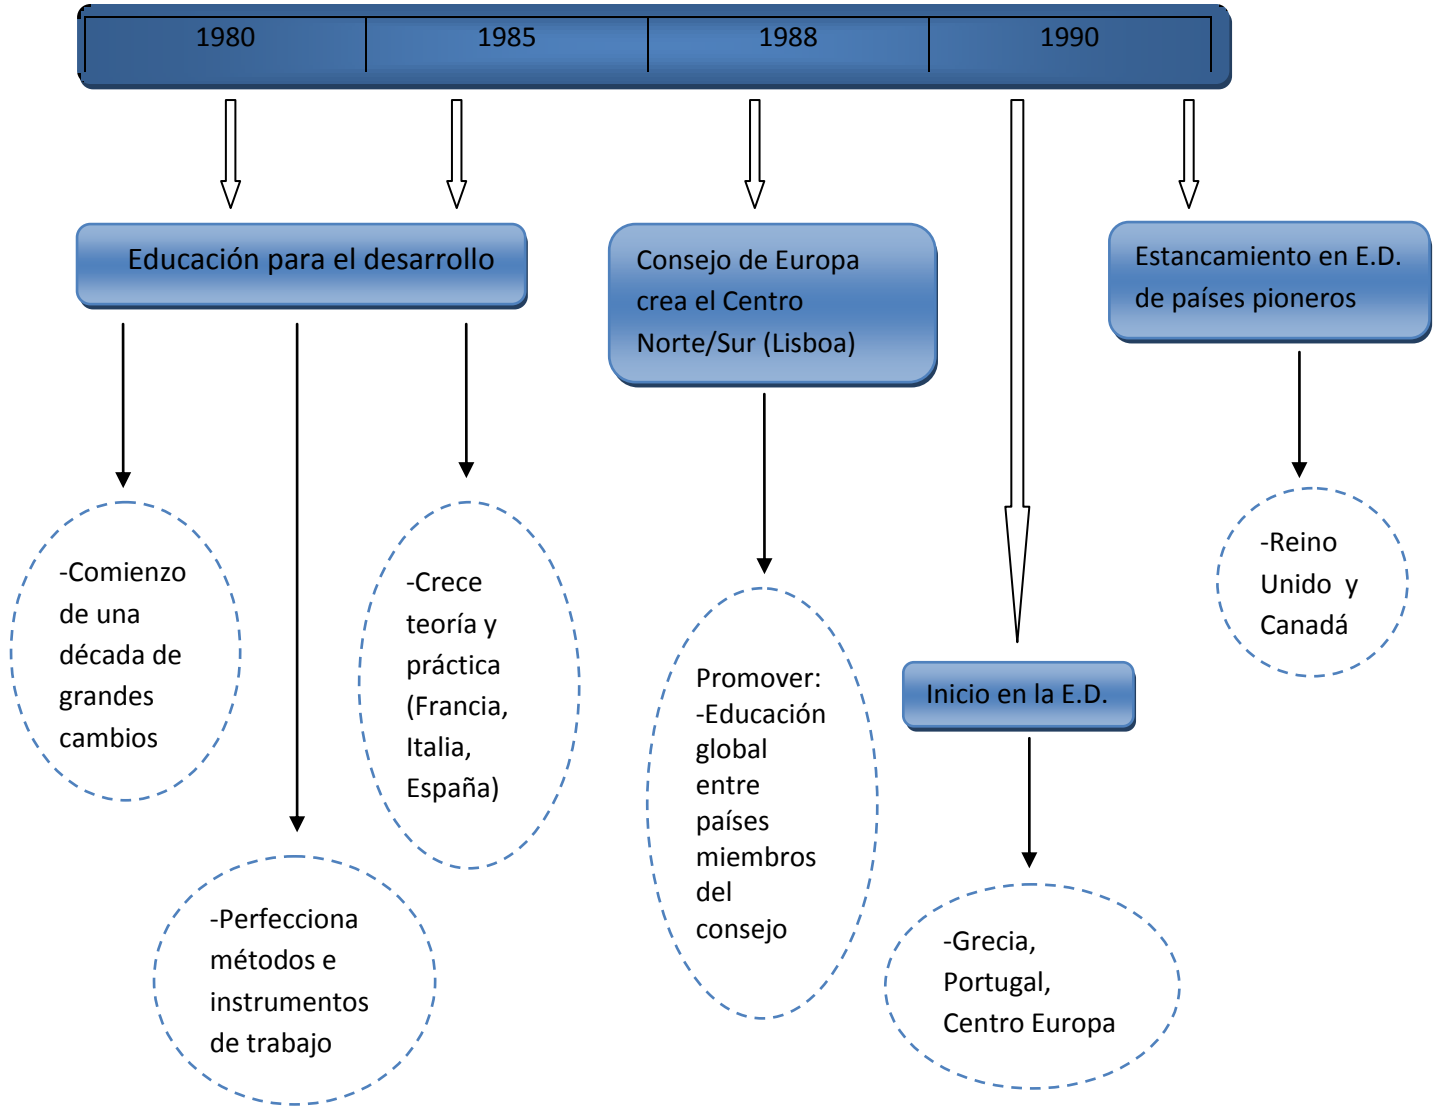 1980
1985
1988
1990
Educación para el desarrollo
Consejo de Europa
crea el Centro
Norte/Sur (Lisboa)
Estancamiento en E.D.
de países pioneros
-Comienzo
de una
década de
grandes
cambios
-Crece
teoría y
práctica
(Francia,
Italia,
España)
-Reino
Unido y
Canadá
Promover:
-Educación
global
entre
países
miembros
del
consejo
Inicio en la E.D.
-Perfecciona
métodos e
instrumentos
de trabajo
-Grecia,
Portugal,
Centro Europa